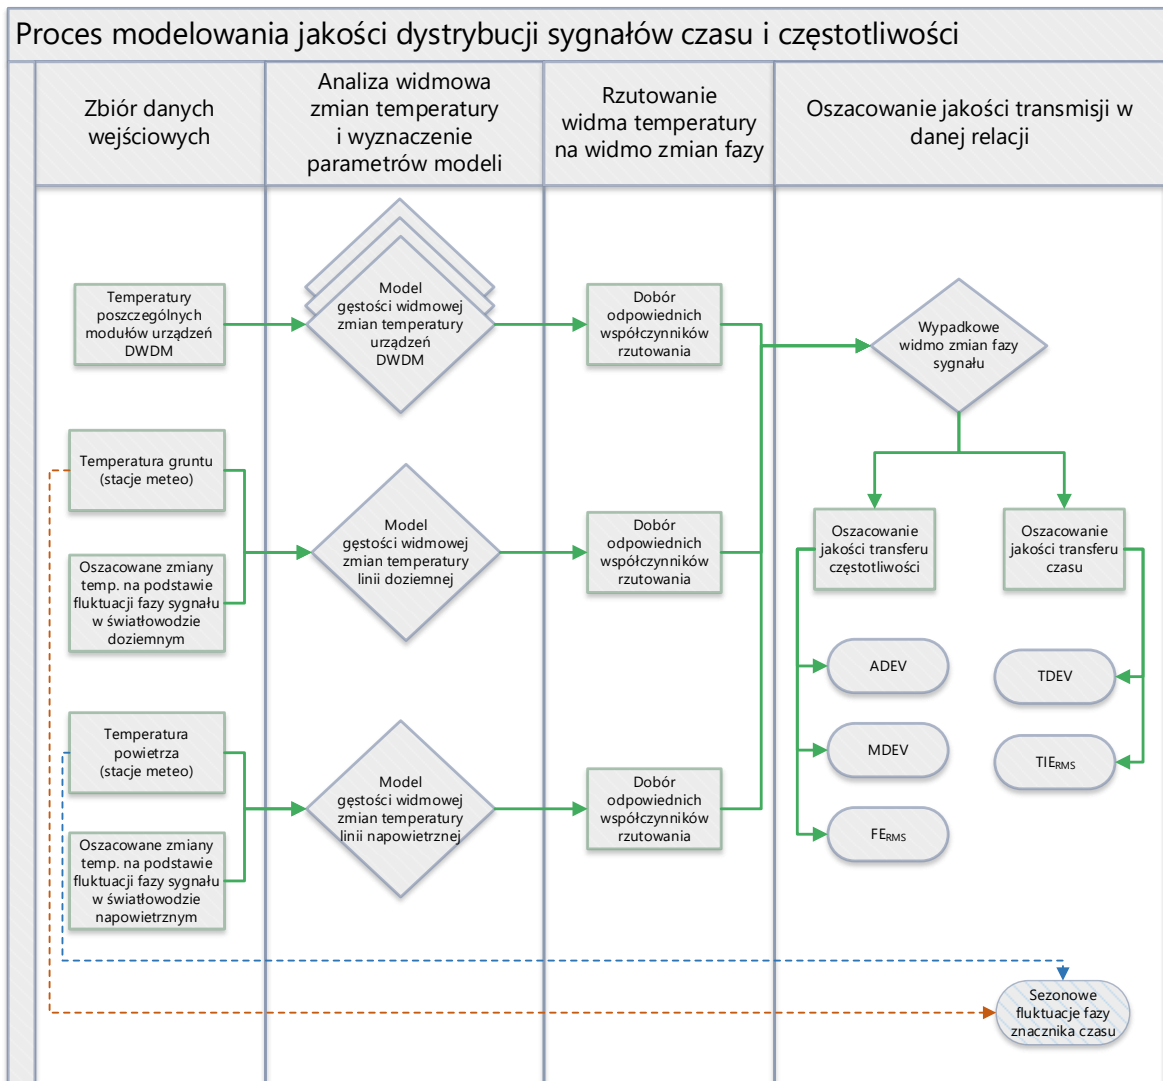 Proces modelowania jakości dystrybucji sygnałów czasu i częstotliwości
Zbiór danych
wejściowych
Analiza widmowa
zmian temperatury
i wyznaczenie
parametrów modeli
Rzutowanie
widma temperatury
na widmo zmian fazy
Oszacowanie jakości transmisji w
danej relacji
Temperatury
poszczególnych
modułów urządzeń
DWDM
Model
gęstości widmowej
zmian temperatury
urządzeń
DWDM
Dobór
odpowiednich
współczynników
rzutowania
Wypadkowe
widmo zmian fazy
sygnału
Temperatura gruntu
(stacje meteo)
Oszacowane zmiany
temp. na podstawie
fluktuacji fazy sygnału
w światłowodzie
doziemnym
Model
gęstości widmowej
zmian temperatury
linii doziemnej
Dobór
odpowiednich
współczynników
rzutowania
Oszacowanie
jakości transferu
częstotliwości
Oszacowanie
jakości transferu
czasu
ADEV
MDEV
FERMS
TDEV
TIERMS
Temperatura
powietrza
(stacje meteo)
Oszacowane zmiany
temp. na podstawie
fluktuacji fazy sygnału
w światłowodzie
napowietrznym
Model
gęstości widmowej
zmian temperatury
linii napowietrznej
Dobór
odpowiednich
współczynników
rzutowania
Sezonowe
fluktuacje fazy
znacznika czasu